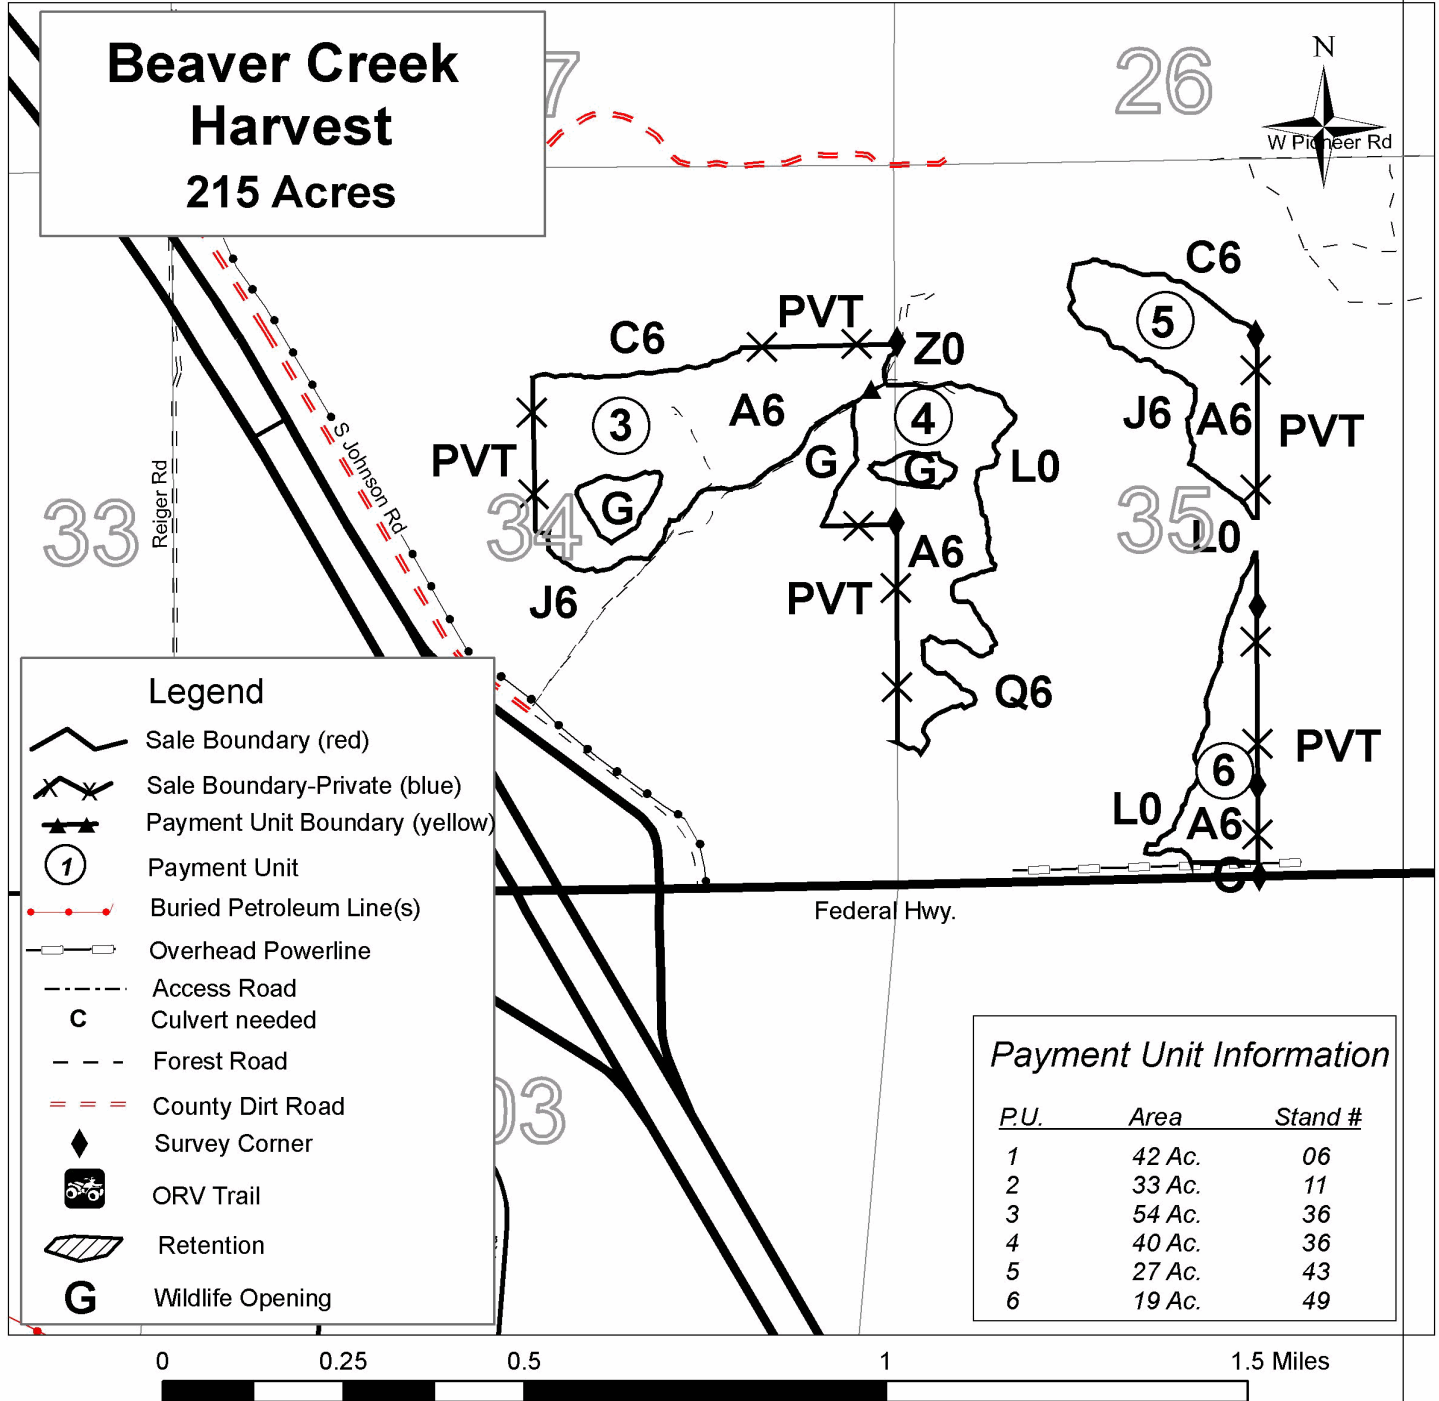 Beaver Creek
Harvest
215 Acres
7
26
N
W Pioneer Rd
C6
5
PVT
C6
Z0
A6
3
4
J6
A6
PVT
PVT
G
G
L0
G
33
Reiger Rd
S Johnson Rd
34
35
L0
A6
PVT
J6
Q6
PVT
6
L0
A6
G
Federal Hwy.
03
Legend
Sale Boundary (red)
Sale Boundary-Private (blue)
Payment Unit Boundary (yellow)
1 Payment Unit
Buried Petroleum Line(s)
Overhead Powerline
Access Road
C Culvert needed
Forest Road
County Dirt Road
Survey Corner
ORV Trail
Retention
G Wildlife Opening
Payment Unit Information
P.U. Area Stand #
1 42 Ac. 06
2 33 Ac. 11
3 54 Ac. 36
4 40 Ac. 36
5 27 Ac. 43
6 19 Ac. 49
0 0.25 0.5 1 1.5 Miles